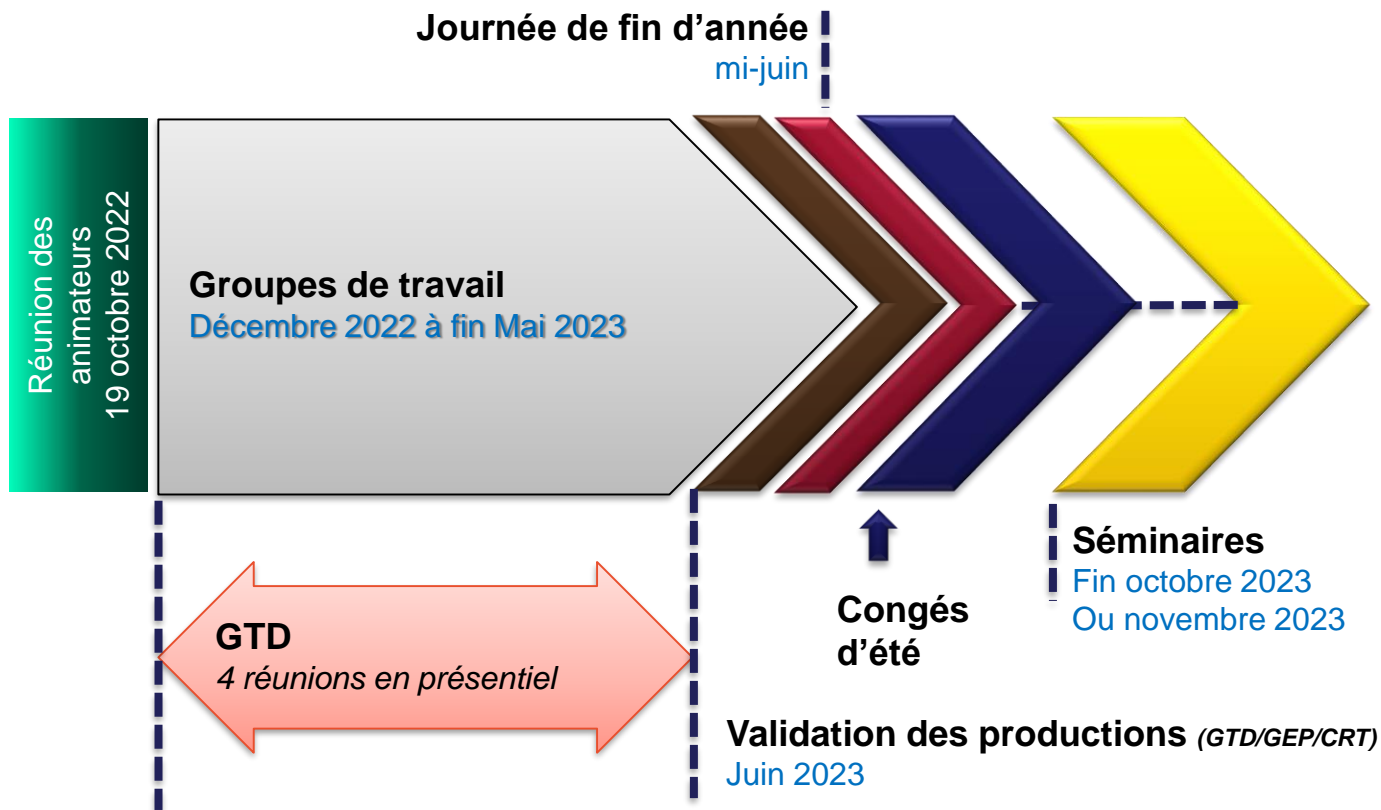 Journée de fin d’année
mi-juin
Réunion des
animateurs
19 octobre 2022
Groupes de travail
Décembre 2022 à fin Mai 2023
GTD
4 réunions en présentiel
Congés
d’été
Séminaires
Fin octobre 2023
Ou novembre 2023
Validation des productions (GTD/GEP/CRT)
Juin 2023